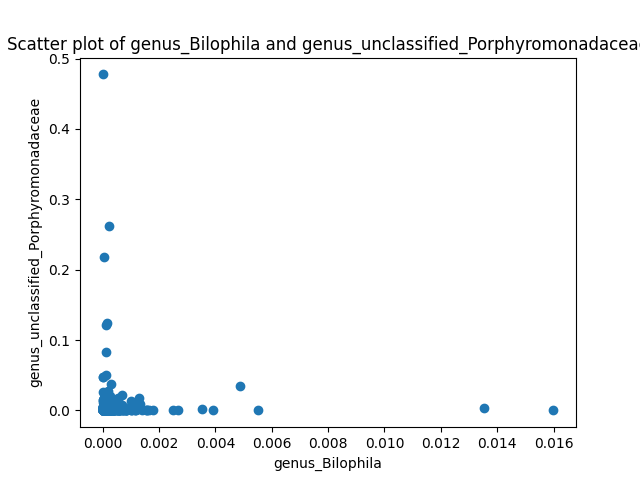 Scatter plot of genus_Bilophila and genus_unclassified_Porphyromonadaceae
0.5
0.4
0.3
0.2
0.1
0.0
genus_unclassified_Porphyromonadaceae
0.000 0.002 0.004 0.006 0.008 0.010 0.012 0.014 0.016
genus_Bilophila